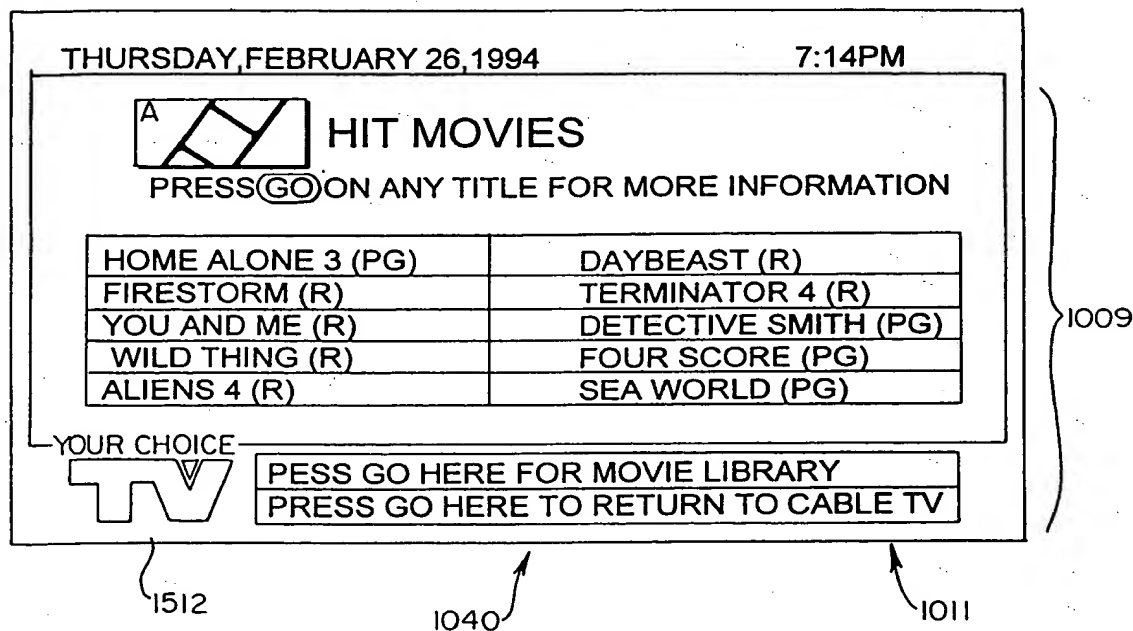 THURSDAY,FEBRUARY 26,1994 7:14PM
A
HIT MOVIES
PRESS GO ON ANY TITLE FOR MORE INFORMATION
HOME ALONE 3 (PG) DAYBEAST (R)
FIRESTORM (R) TERMINATOR 4 (R)
YOU AND ME (R) DETECTIVE SMITH (PG)
WILD THING (R) FOUR SCORE (PG)
ALIENS 4 (R) SEA WORLD (PG)
1009
YOUR CHOICE
TV
PESS GO HERE FOR MOVIE LIBRARY
PRESS GO HERE TO RETURN TO CABLE TV
1512 1040 1011